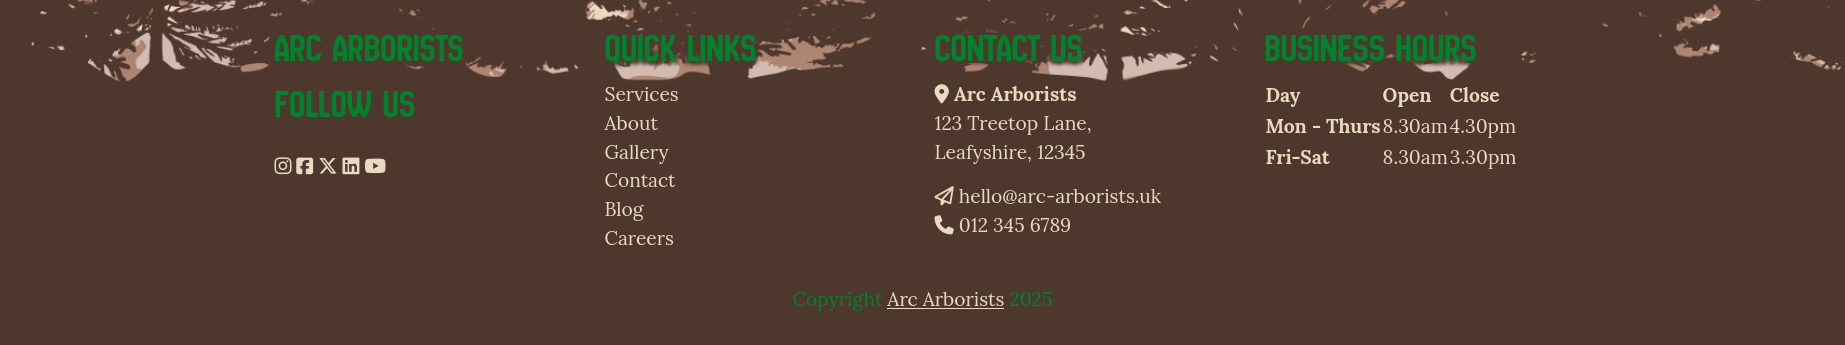 ARC ARBORISTS
FOLLOW US
QUICK LINKS
Services
About
Gallery
Contact
Blog
Careers
CONTACT US
Arc Arborists
123 Treetop Lane,
Leafyshire, 12345
hello@arc-arborists.uk
012 345 6789
BUSINESS HOURS
Day Open Close
Mon - Thurs 8.30am 4.30pm
Fri-Sat 8.30am 3.30pm
Copyright Arc Arborists 2025